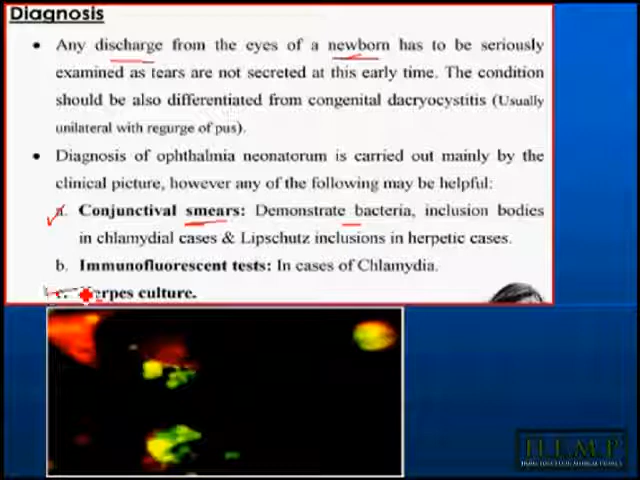 Diagnosis
• Any discharge from the eyes of a newborn has to be seriously
examined as tears are not secreted at this early time. The condition
should be also differentiated from congenital dacryocystitis (Usually
unilateral with regurge of pus).
• Diagnosis of ophthalmia neonatorum is carried out mainly by the
clinical picture, however any of the following may be helpful:
a. Conjunctival smears: Demonstrate bacteria, inclusion bodies
in chlamydial cases & Lipschutz inclusions in herpetic cases.
b. Immunofluorescent tests: In cases of Chlamydia.
c. Herpes culture.